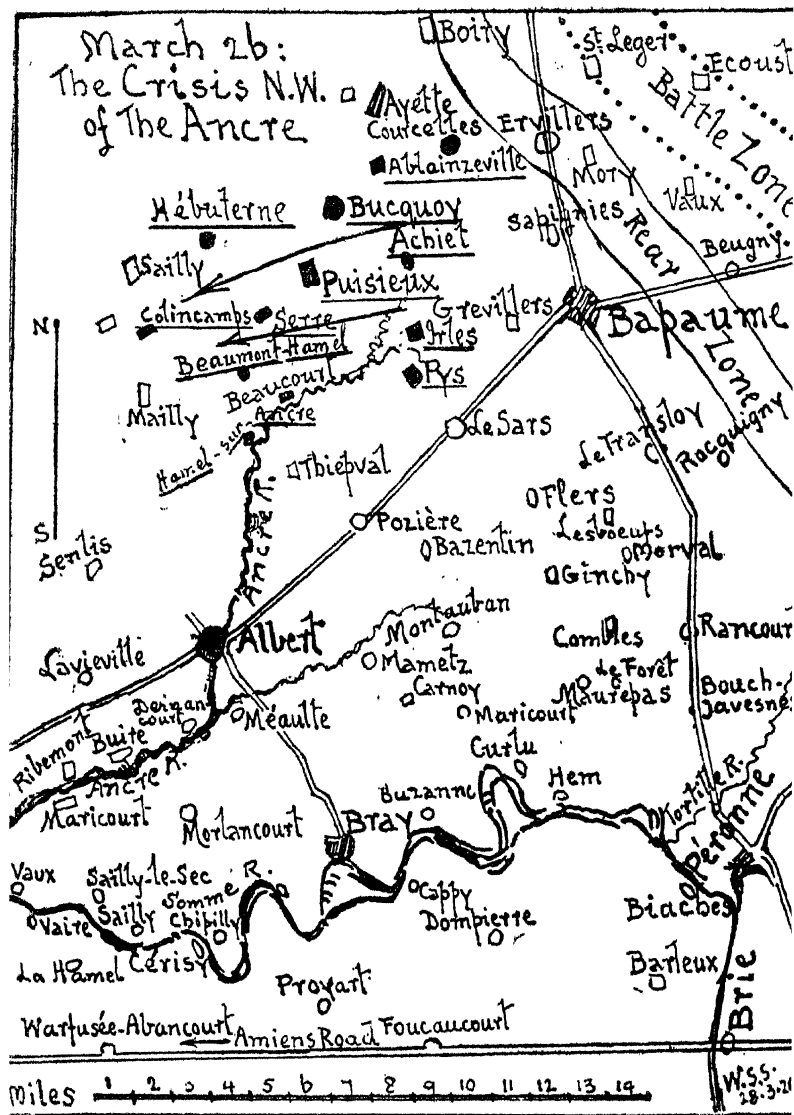 March 26:
The Crisis N.W.
of The Ancre
Boiry
St. Leger
Ecoust
Battle Zone
Ayette
Courcelles
Ervillers
Ablainzeville
Mory
Vaux
Hébuterne
Bucquoy
Sapignies
Rear Zone
Beugny
Achiet
Sailly
Puisieux
Grevillers
Bapaume
N
Colincamps
Serre
Irles
Beaumont-Hamel
Pys
Beaucourt
Mailly
Hamel-sur-Ancre
Le Sars
Le Transloy
Rocquigny
Thiepval
Ancre R.
Flers
S
Senlis
Pozière
Lesboeufs
Bazentin
Morval
Ginchy
Montauban
Albert
Combles
Rancourt
Lavieville
Mametz
Le Forêt
Carnoy
Maurepas
Bouch-
javesnes
Dernan
court
Méaulte
Maricourt
Ribemont
Buire
Curlu
Ancre R.
Hem
Tortille R.
Maricourt
Morlancourt
Bray
Suzanne
Péronne
Vaux
Sailly-le-Sec
Somme R.
Cappy
Vaire
Sailly
Chipilly
Dompierre
Biaches
La Hamel
Cerisy
Proyart
Barleux
Brie
Warfusée-Abancourt
Amiens Road
Foucaucourt
W.S.S.
Miles 1 2 3 4 5 6 7 8 9 10 11 12 13 14